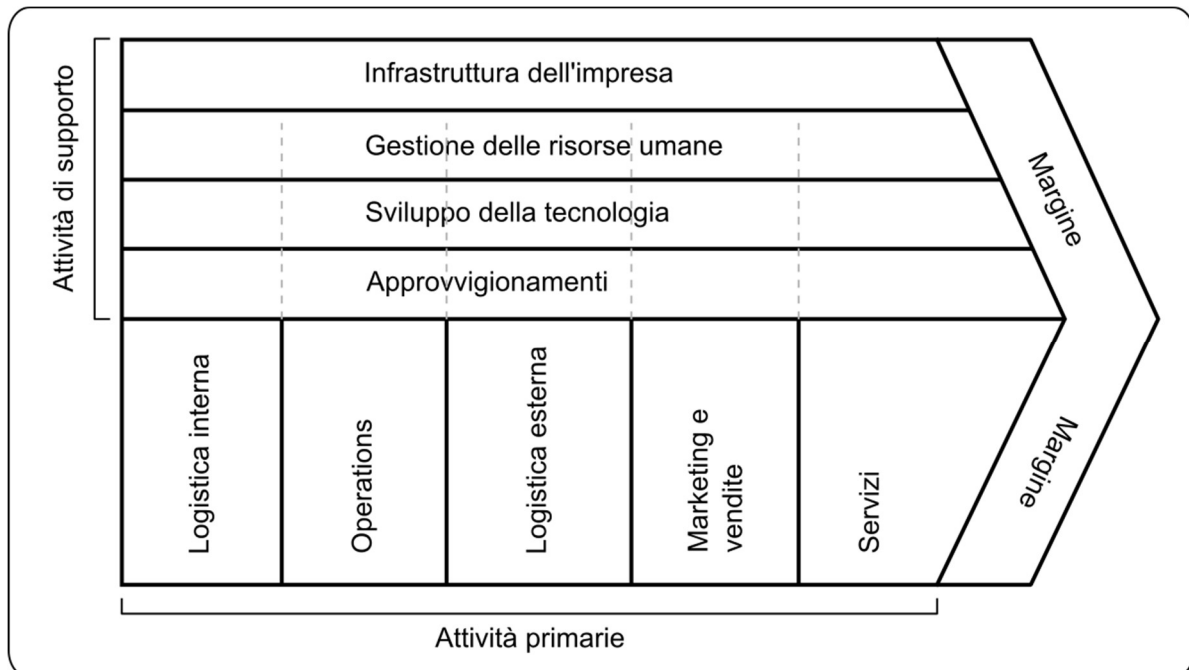 Attività di supporto
Infrastruttura dell'impresa
Gestione delle risorse umane
Sviluppo della tecnologia
Approvvigionamenti
Margine
Logistica interna
Operations
Logistica esterna
Marketing e
vendite
Servizi
Margine
Attività primarie